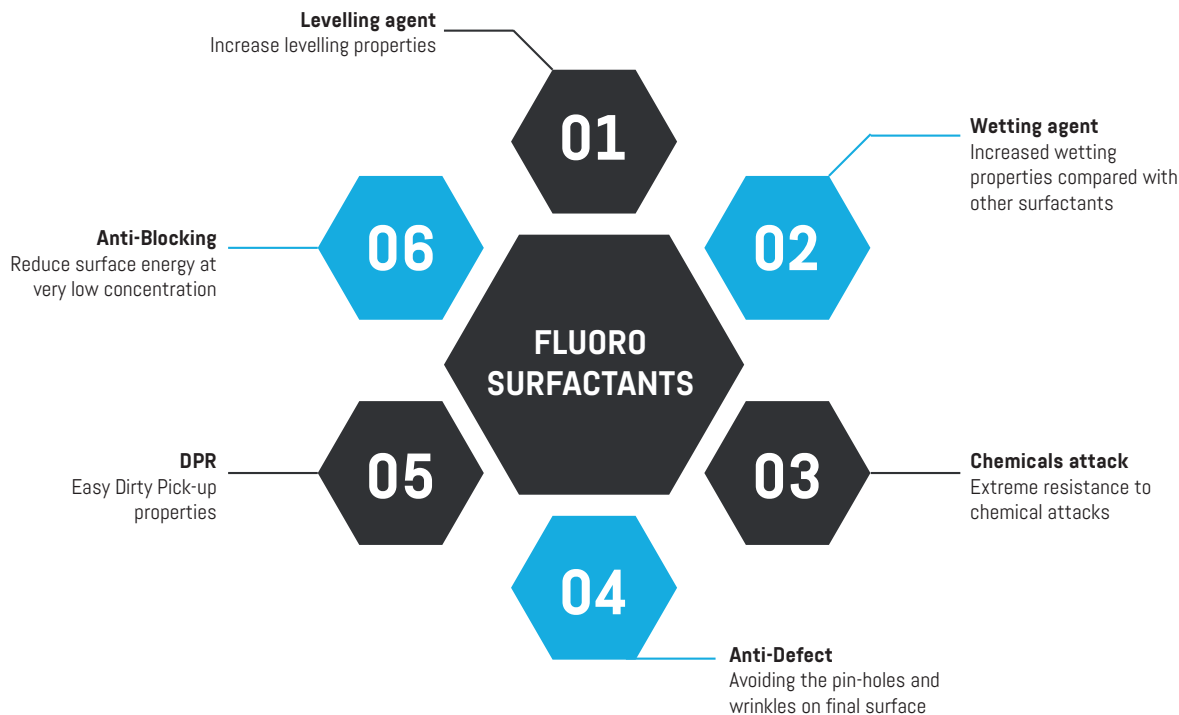 Levelling agent
Increase levelling properties
01
Wetting agent
Increased wetting
properties compared with
other surfactants
02
Anti-Blocking
Reduce surface energy at
very low concentration
06
FLUORO
SURFACTANTS
DPR
Easy Dirty Pick-up
properties
05
03
Chemicals attack
Extreme resistance to
chemical attacks
04
Anti-Defect
Avoiding the pin-holes and
wrinkles on final surface